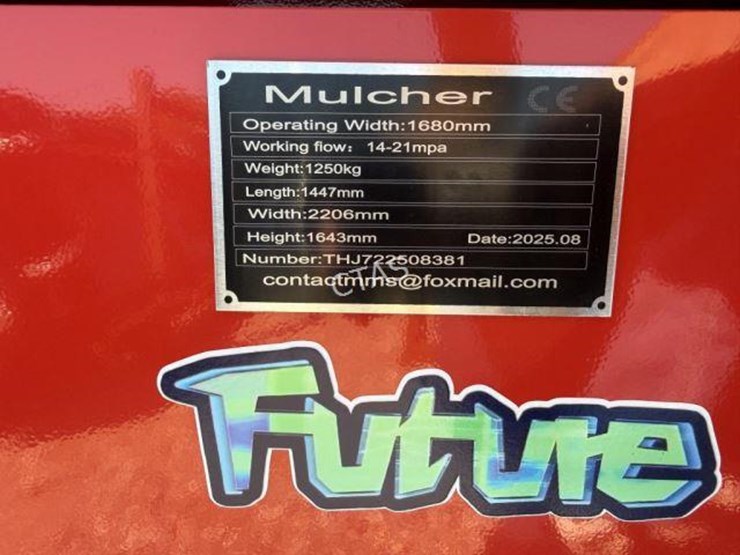 Mulcher CE
Operating Width:1680mm
Working flow: 14-21mpa
Weight:1250kg
Length:1447mm
Width:2206mm
Height:1643mm Date:2025.08
Number:THJ722508381
contactmms@foxmail.com
CTAS
Future